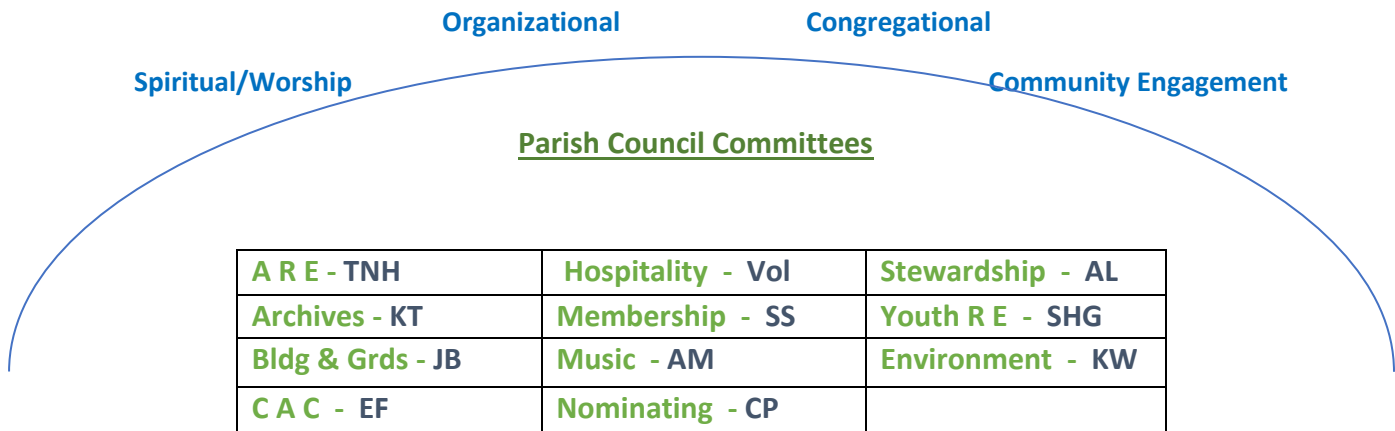 Organizational Congregational
Spiritual/Worship Community Engagement
Parish Council Committees
A R E - TNH Hospitality - Vol Stewardship - AL
Archives - KT Membership - SS Youth R E - SHG
Bldg & Grds - JB Music - AM Environment - KW
C A C - EF Nominating - CP